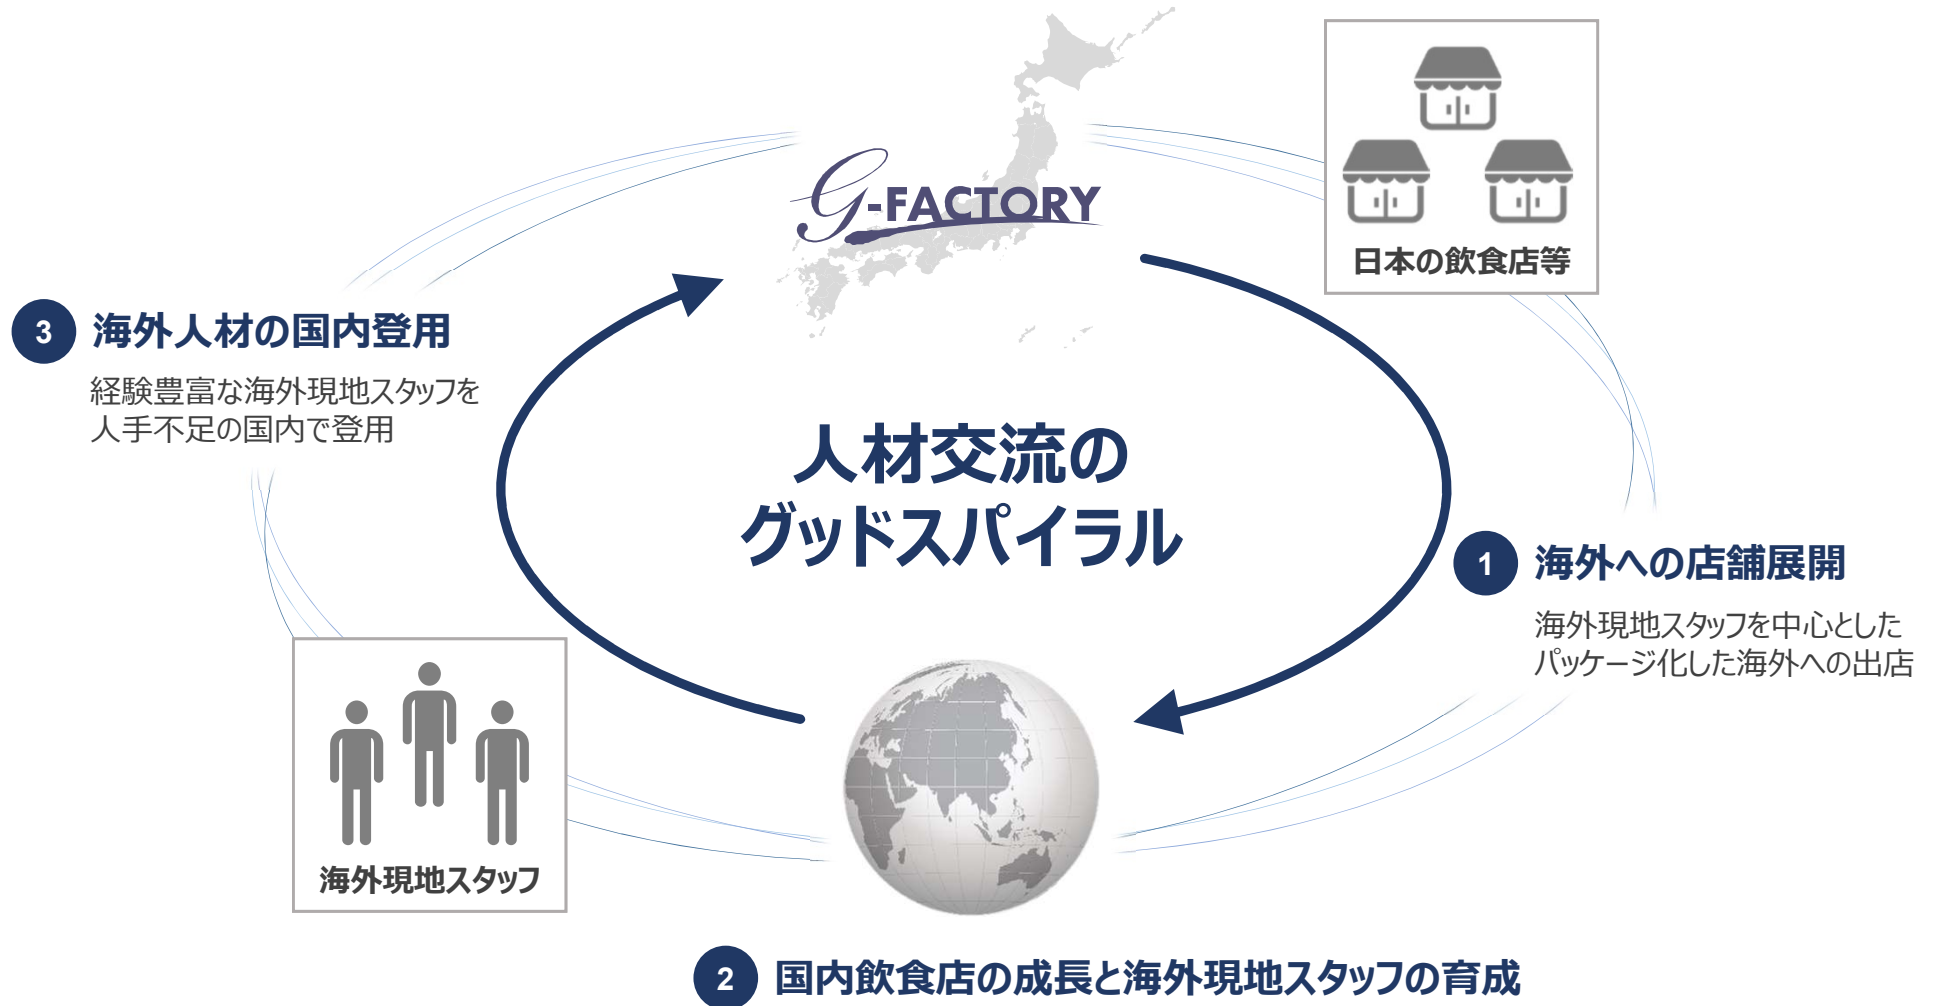 G-FACTORY
日本の飲食店等
3 海外人材の国内登用
経験豊富な海外現地スタッフを
人手不足の国内で登用
人材交流の
グッドスパイラル
1 海外への店舗展開
海外現地スタッフを中心とした
パッケージ化した海外への出店
海外現地スタッフ
2 国内飲食店の成長と海外現地スタッフの育成